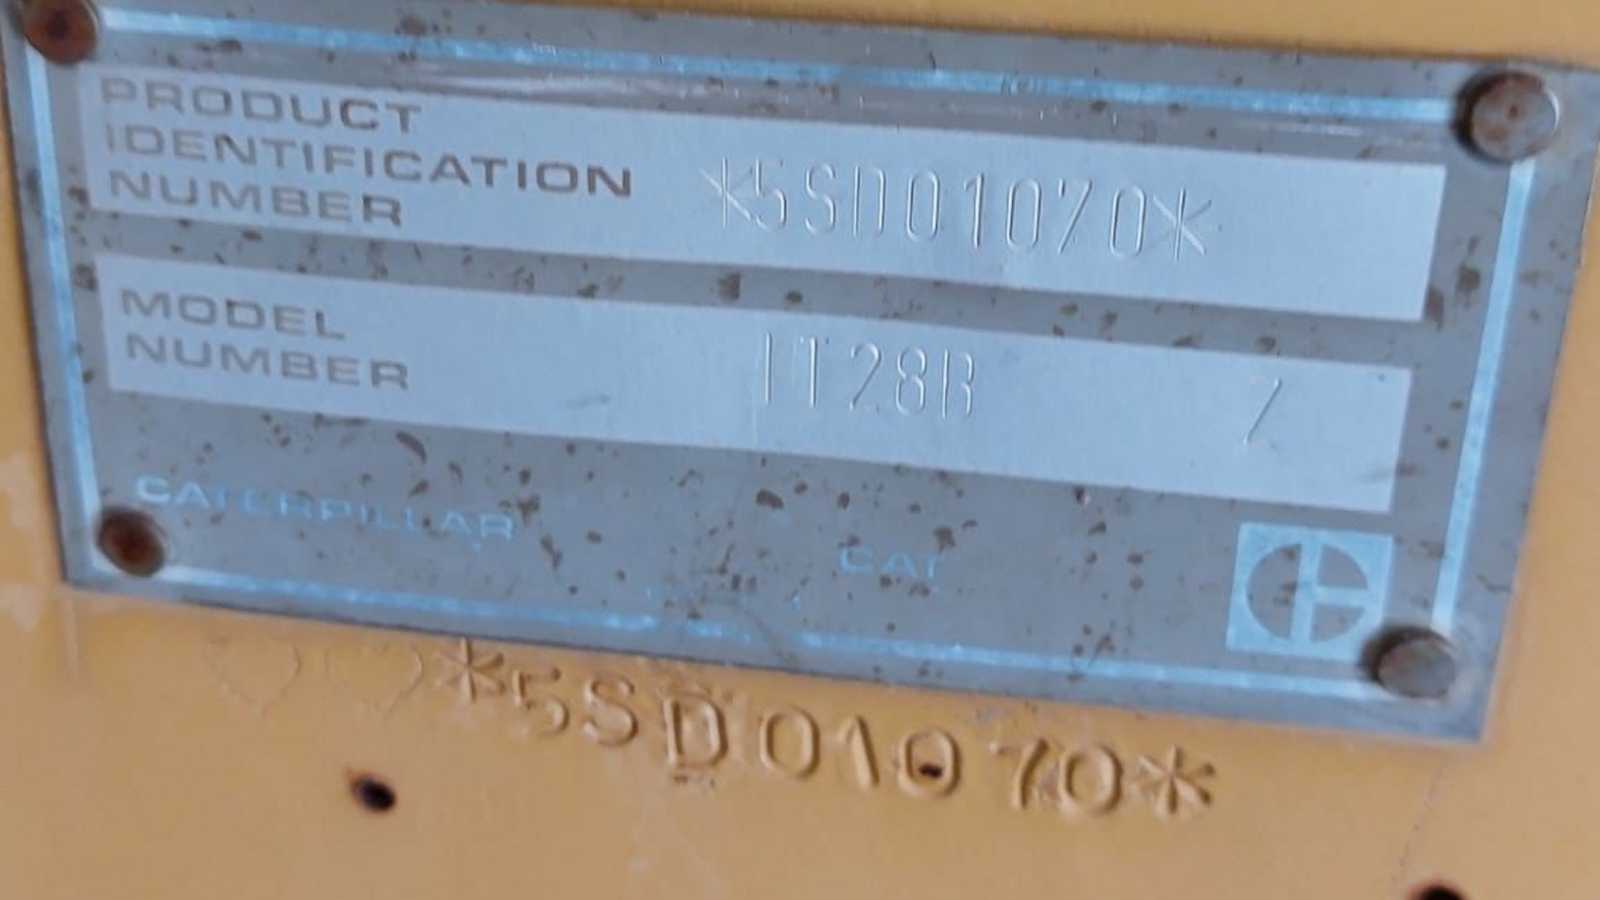 PRODUCT
IDENTIFICATION
NUMBER
*5SD01070*
MODEL
NUMBER
IT28B /
CATERPILLAR
CAT
*5SD01070*